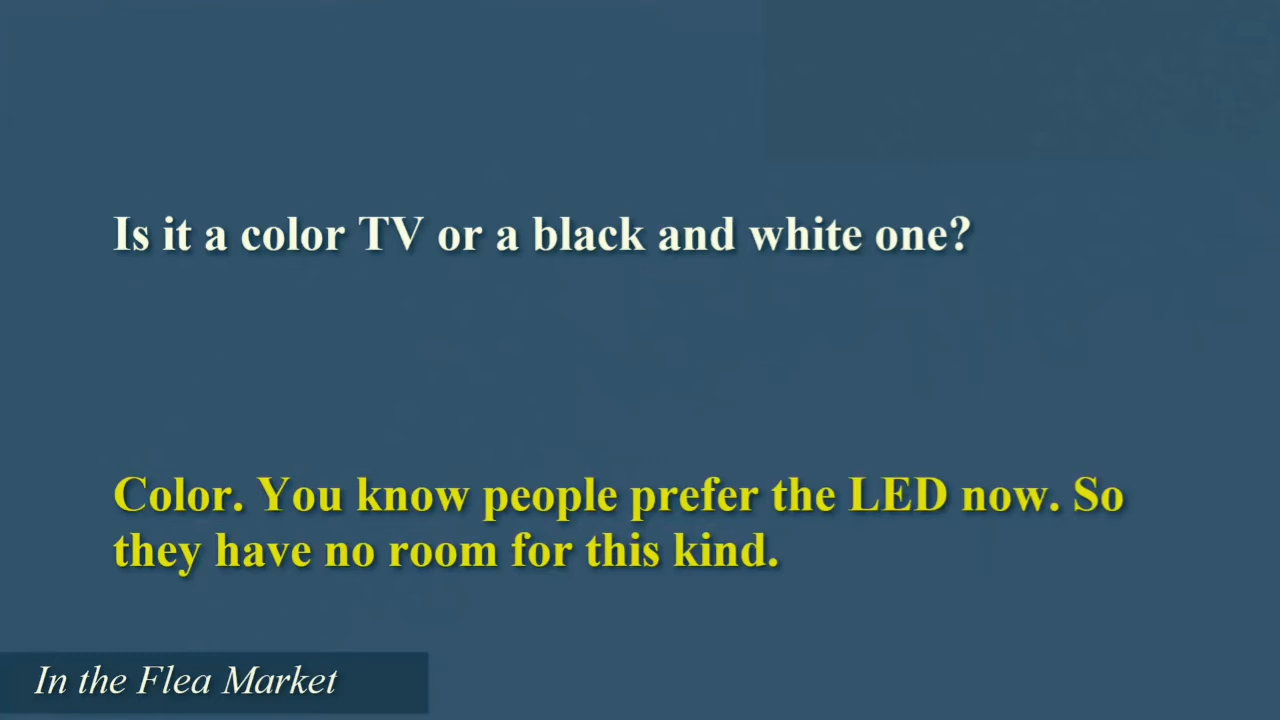 Is it a color TV or a black and white one?
Color. You know people prefer the LED now. So
they have no room for this kind.
In the Flea Market